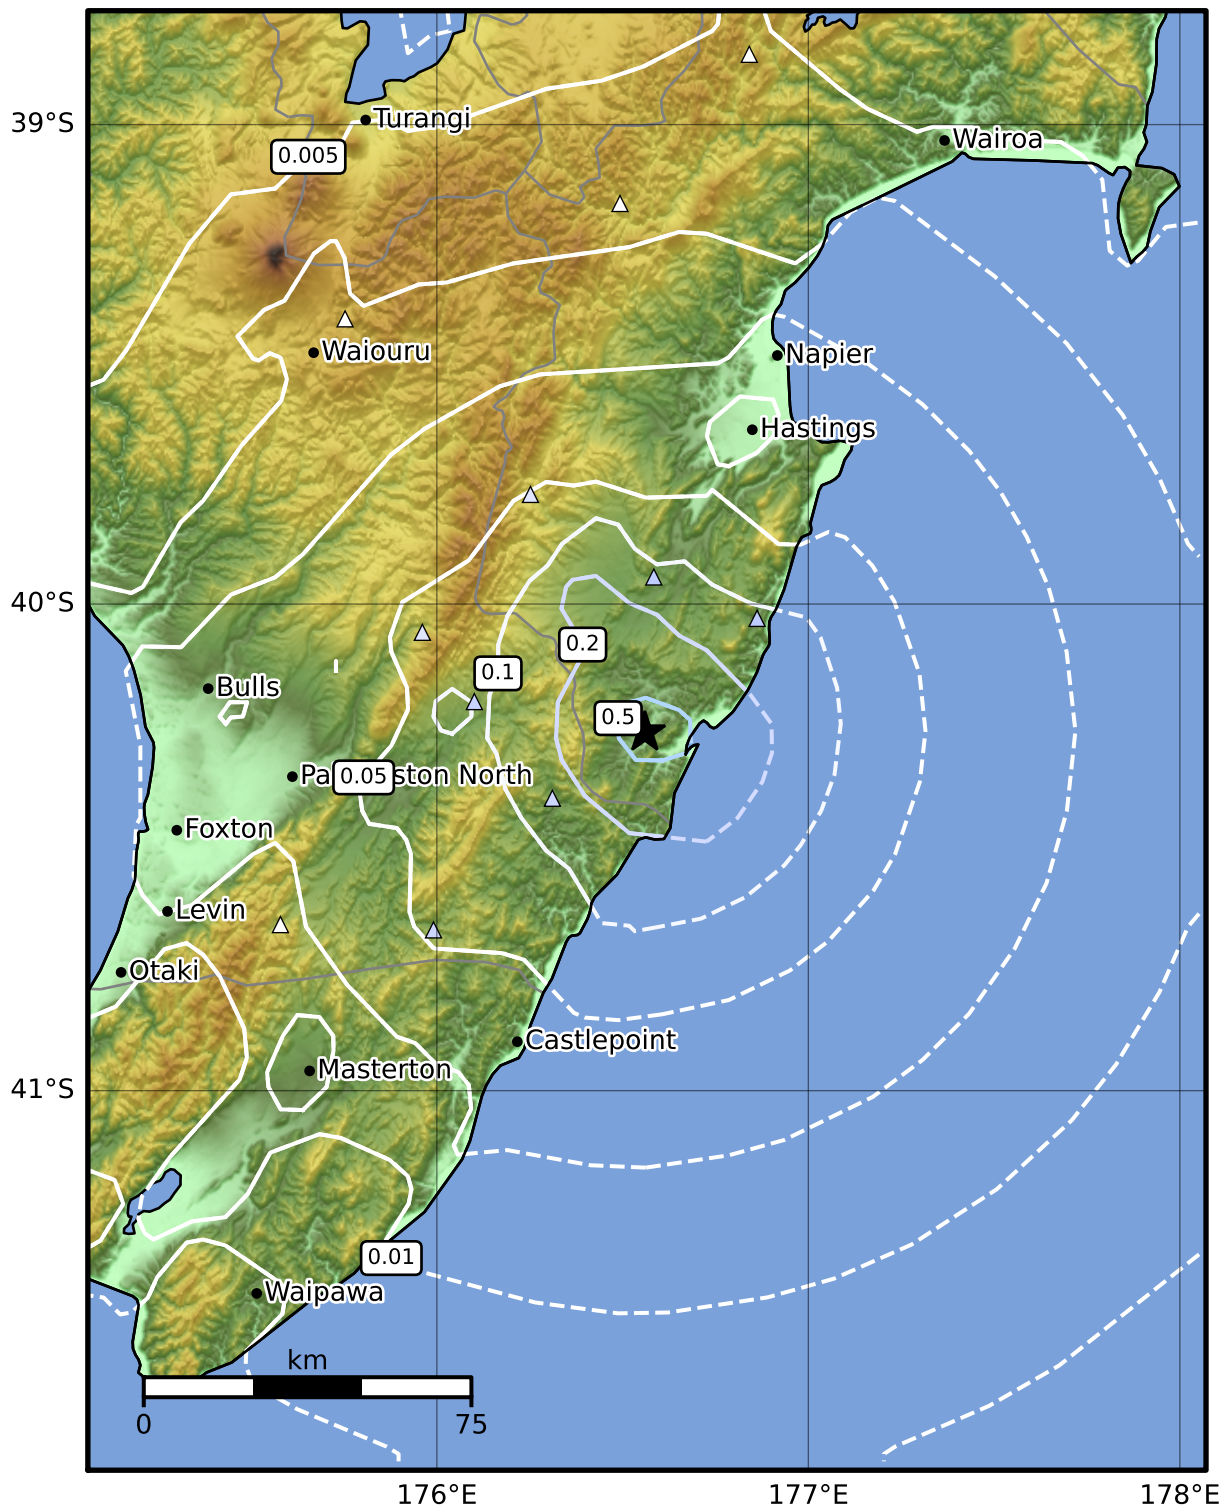 Turangi
39°S
Wairoa
0.005
Waiouru
Napier
Hastings
40°S
0.2
0.1
Bulls
0.5
Pa
0.05
ston North
Foxton
Levin
Otaki
Castlepoint
Masterton
41°S
0.01
Waipawa
km
0
75
176°E
177°E
178°E